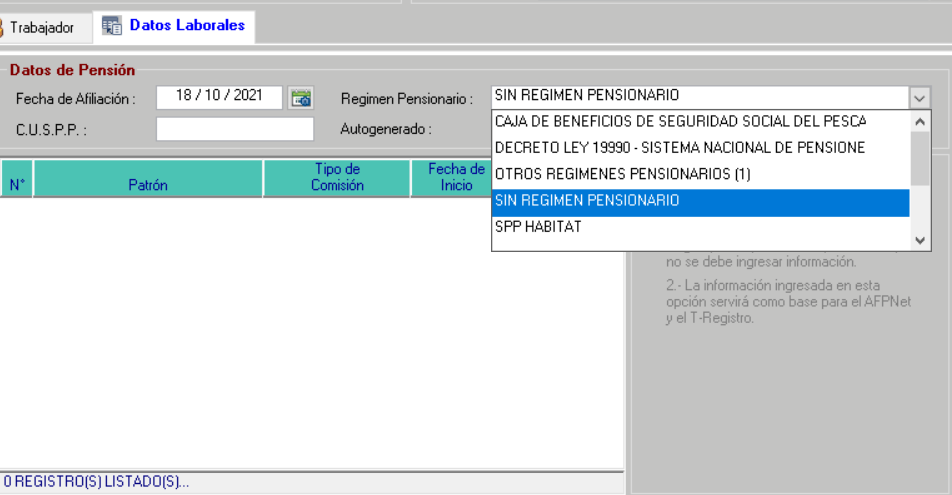 Trabajador
Datos Laborales
Datos de Pensión
Fecha de Afiliación :
18 / 10 / 2021
Regimen Pensionario :
SIN REGIMEN PENSIONARIO
C.U.S.P.P. :
Autogenerado :
CAJA DE BENEFICIOS DE SEGURIDAD SOCIAL DEL PESCA
DECRETO LEY 19990 - SISTEMA NACIONAL DE PENSIONE
OTROS REGIMENES PENSIONARIOS (1)
SIN REGIMEN PENSIONARIO
SPP HABITAT
N°
Patrón
Tipo de
Comisión
Fecha de
Inicio
no se debe ingresar información.
2.- La información ingresada en esta
opción servirá como base para el AFPNet
y el T-Registro.
0 REGISTRO(S) LISTADO(S)...